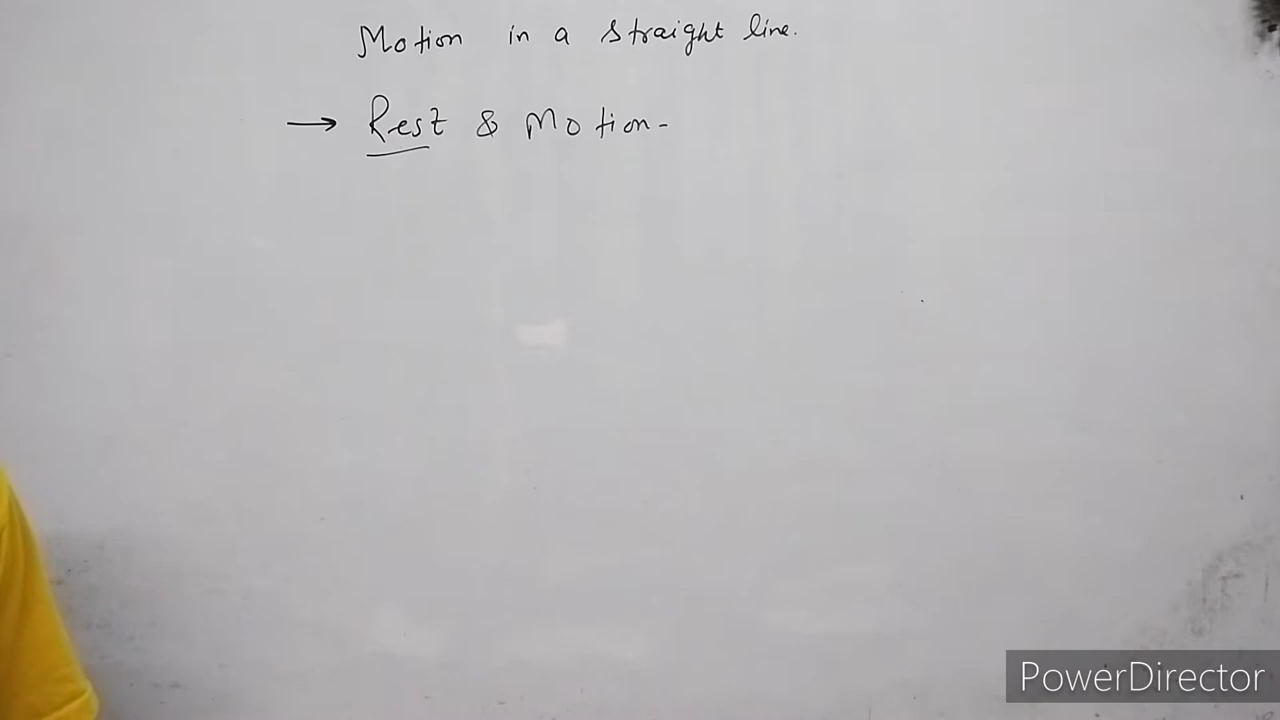 Motion in a straight line.
→ Rest & Motion-
PowerDirector